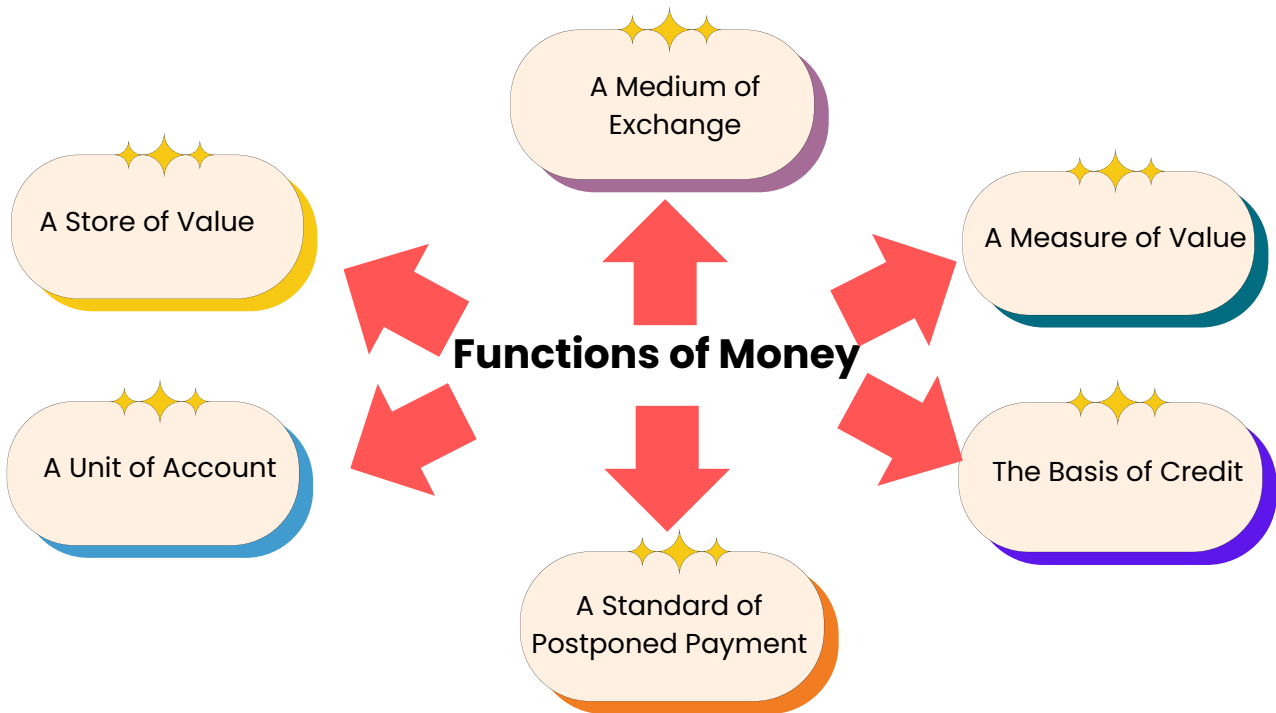 A Medium of
Exchange
A Store of Value
A Measure of Value
Functions of Money
A Unit of Account
The Basis of Credit
A Standard of
Postponed Payment